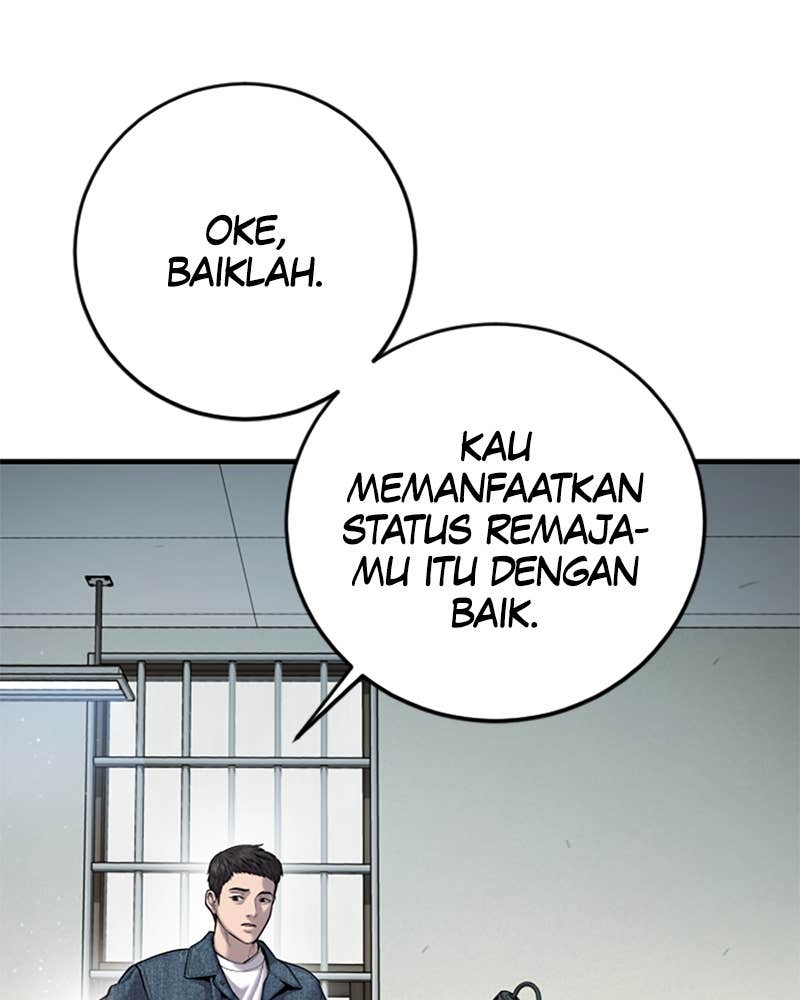 OKE,
BAIKLAH.
KAU
MEMANFAATKAN
STATUS REMAJA-
MU ITU DENGAN
BAIK.